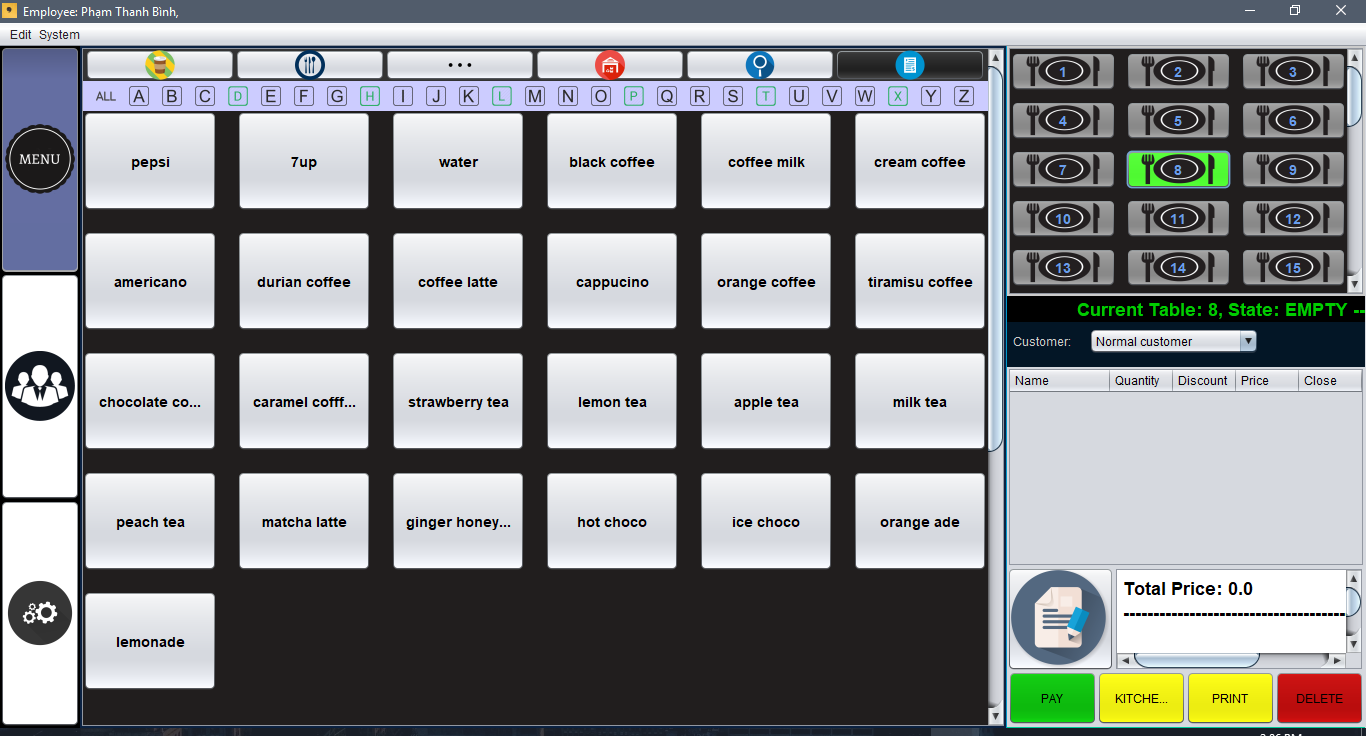 Employee: Phạm Thanh Bình,
Edit System
MENU
ALL A B C D E F G H I J K L M N O P Q R S T U V W X Y Z
pepsi 7up water black coffee coffee milk cream coffee
americano durian coffee coffee latte cappucino orange coffee tiramisu coffee
chocolate co... caramel cofff... strawberry tea lemon tea apple tea milk tea
peach tea matcha latte ginger honey... hot choco ice choco orange ade
lemonade
1 2 3
4 5 6
7 8 9
10 11 12
13 14 15
Current Table: 8, State: EMPTY --
Customer: Normal customer
Name Quantity Discount Price Close
Total Price: 0.0
--------------------------------------
PAY KITCHE... PRINT DELETE